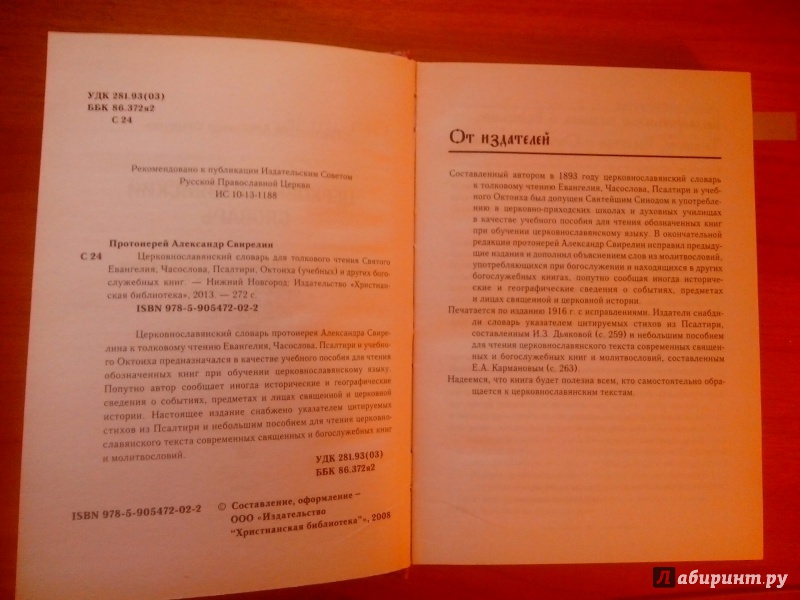 УДК 281.93(03)
ББК 86.372я2
С 24
Рекомендовано к публикации Издательским Советом
Русской Православной Церкви
ИС 10-13-1188
Протоиерей Александр Свирелин
С 24 Церковнославянский словарь для толкового чтения Святого
Евангелия, Часослова, Псалтири, Октоиха (учебных) и других бого-
служебных книг. — Нижний Новгород: Издательство «Христиан-
ская библиотека», 2013. — 272 с.
ISBN 978-5-905472-02-2
Церковнославянский словарь протоиерея Александра Свире-
лина к толковому чтению Евангелия, Часослова, Псалтири и учебно-
го Октоиха предназначался в качестве учебного пособия для чтения
обозначенных книг при обучении церковнославянскому языку.
Попутно автор сообщает иногда исторические и географические
сведения о событиях, предметах и лицах священной и церковной
истории. Настоящее издание снабжено указателем цитируемых
стихов из Псалтири и небольшим пособием для чтения церковно-
славянского текста современных священных и богослужебных книг
и молитвословий.
УДК 281.93(03)
ББК 86.372я2
ISBN 978-5-905472-02-2
© Составление, оформление –
ООО «Издательство
"Христианская библиотека"», 2008
От издателей
Составленный автором в 1893 году церковнославянский словарь
к толковому чтению Евангелия, Часослова, Псалтири и учеб-
ного Октоиха был допущен Святейшим Синодом к употребле-
нию в церковно-приходских школах и духовных училищах
в качестве учебного пособия для чтения обозначенных книг
при обучении церковнославянскому языку. В окончательной
редакции протоиерей Александр Свирелин исправил предыду-
щие издания и дополнил объяснением слов из молитвословий,
употребляющихся при богослужении и находящихся в других
богослужебных книгах, попутно сообщая иногда историче-
ские и географические сведения о событиях, предметах
и лицах священной и церковной истории.
Печатается по изданию 1916 г. с исправлениями. Издатели снабди-
ли словарь указателем цитируемых стихов из Псалтири,
составленным И.З. Дьяковой (с. 259) и небольшим пособием
для чтения церковнославянского текста современных священ-
ных и богослужебных книг и молитвословий, составленным
Е.А. Кармановым (с. 263).
Надеемся, что книга будет полезна всем, кто самостоятельно обра-
щается к церковнославянским текстам.
Лабиринт.ру